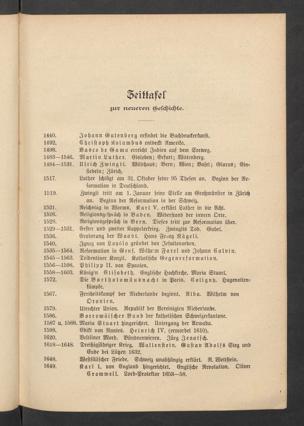 Zeittafel
zur neueren Geschichte.
1440. Johann Gutenberg erfindet die Buchdruckerkunst.
1492. Christoph Kolumbus entdeckt Amerika.
1498. Vasco de Gama erreicht Indien auf dem Seeweg.
1483—1546. Martin Luther. Eisleben; Erfurt; Wittenberg.
1484—1531. Ulrich Zwingli. Wildhaus; Bern; Wien; Basel; Glarus; Ein-
siedeln; Zürich.
1517. Luther schlägt am 31. Oktober seine 95 Thesen an. Beginn der Re-
formation in Deutschland.
1519. Zwingli tritt am 1. Januar seine Stelle am Großmünster in Zürich
an. Beginn der Reformation in der Schweiz.
1521. Reichstag in Worms. Karl V. erklärt Luther in die Acht.
1526. Religionsgespräch in Baden. Widerstand der innern Orte.
1528. Religionsgespräch in Bern. Dieses tritt zur Reformation über.
1529—1531. Erster und zweiter Kappelerkrieg. Zwinglis Tod. Kabel.
1536. Eroberung der Waadt. Hans Franz Nägeli.
1540. Ignaz von Loyola gründet den Jesuitenorden.
1535—1564. Reformation in Genf. Wilhelm Farel und Johann Calvin.
1545—1563. Tridentiner Konzil. Katholische Gegenreformation.
1556—1598. Philipp II. von Spanien.
1558—1603. Königin Elisabeth. Englische Hochkirche. Maria Stuart.
1572. Die Bartholomäusnacht in Paris. Coligny. Hugenotten-
kämpfe.
1567. Freiheitskampf der Niederlande beginnt. Alba. Wilhelm von
Oranien.
1579. Utrechter Union. Republik der Vereinigten Niederlande.
1586. Borromäischer Bund der katholischen Schweizerkantone.
1587 u. 1588. Maria Stuart hingerichtet. Untergang der Armada.
1598. Edikt von Nantes. Heinrich IV. (ermordet 1610).
1620. Veltliner Mord. Bündnerwirren. Jürg Jenatsch.
1618—1648. Dreißigjähriger Krieg. Wallenstein. Gustav Adolfs Sieg und
Ende bei Lützen 1632.
1648. Westfälischer Friede. Schweiz unabhängig erklärt. R. Wettstein.
1649. Karl I. von England hingerichtet. Englische Revolution. Oliver
Cromwell. Lord-Protektor 1653—58.